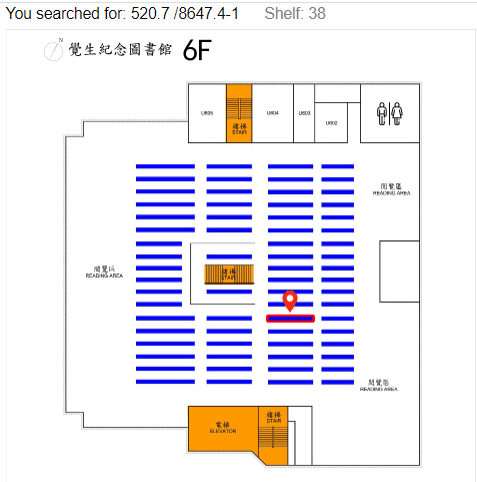 You searched for: 520.7 /8647.4-1 Shelf: 38
N
覺生紀念圖書館 6F
U605
樓梯
STAIR
U604
U603
U602
閱覽區
READING AREA
閱覽區
READING AREA
樓梯
STAIR
閱覽區
READING AREA
電梯
ELEVATOR
樓梯
STAIR